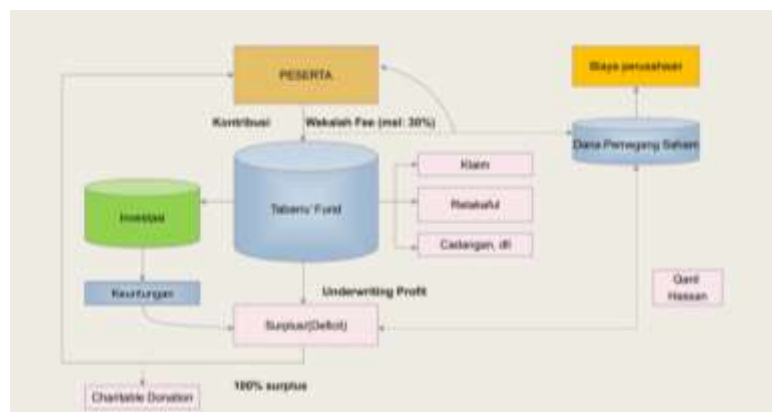 PESERTA
Biaya perusahaan
Kontribusi
Wakalah Fee (mal: 30%)
Dana Pemegang Saham
Klaim
Tabarru' Fund
Retakaful
Investasi
Cadangan, dll
Keuntungan
Underwriting Profit
Qard
Hassan
Surplus/(Deficit)
100% surplus
Charitable Donation